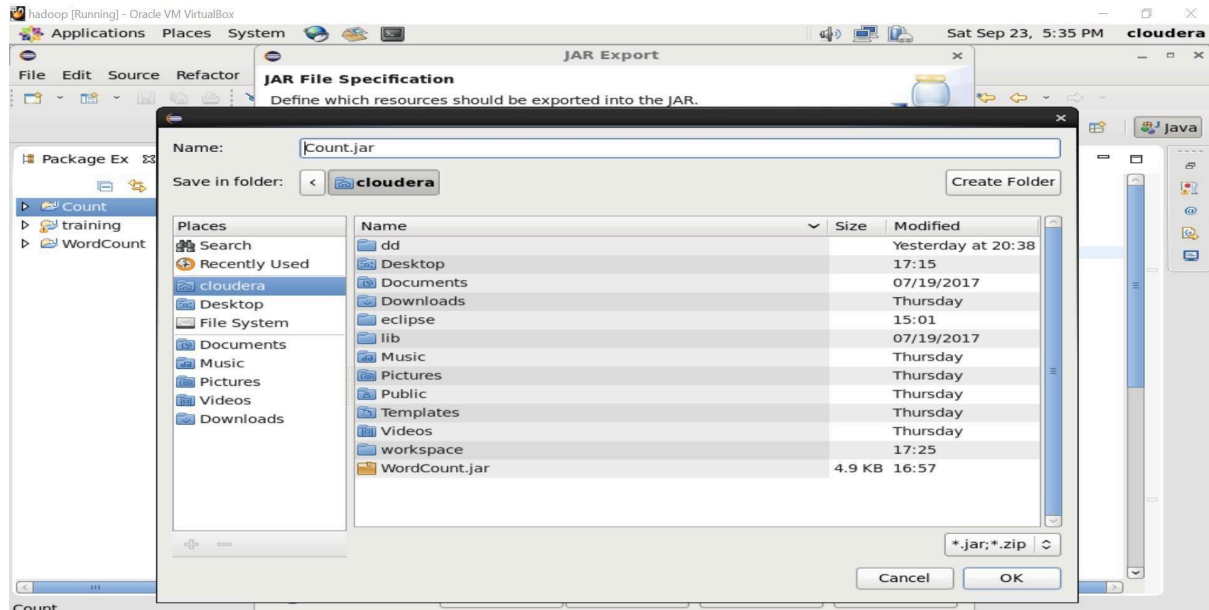 hadoop [Running] - Oracle VM VirtualBox
Applications Places System Sat Sep 23, 5:35 PM cloudera
JAR Export
File Edit Source Refactor
JAR File Specification
Define which resources should be exported into the JAR.
Java
Name: Count.jar
Package Ex
Save in folder: cloudera Create Folder
Count
training
WordCount
Places
Search
Recently Used
cloudera
Desktop
File System
Documents
Music
Pictures
Videos
Downloads
Name Size Modified
dd Yesterday at 20:38
Desktop 17:15
Documents 07/19/2017
Downloads Thursday
eclipse 15:01
lib 07/19/2017
Music Thursday
Pictures Thursday
Public Thursday
Templates Thursday
Videos Thursday
workspace 17:25
WordCount.jar 4.9 KB 16:57
*.jar;*.zip
Cancel OK
Count